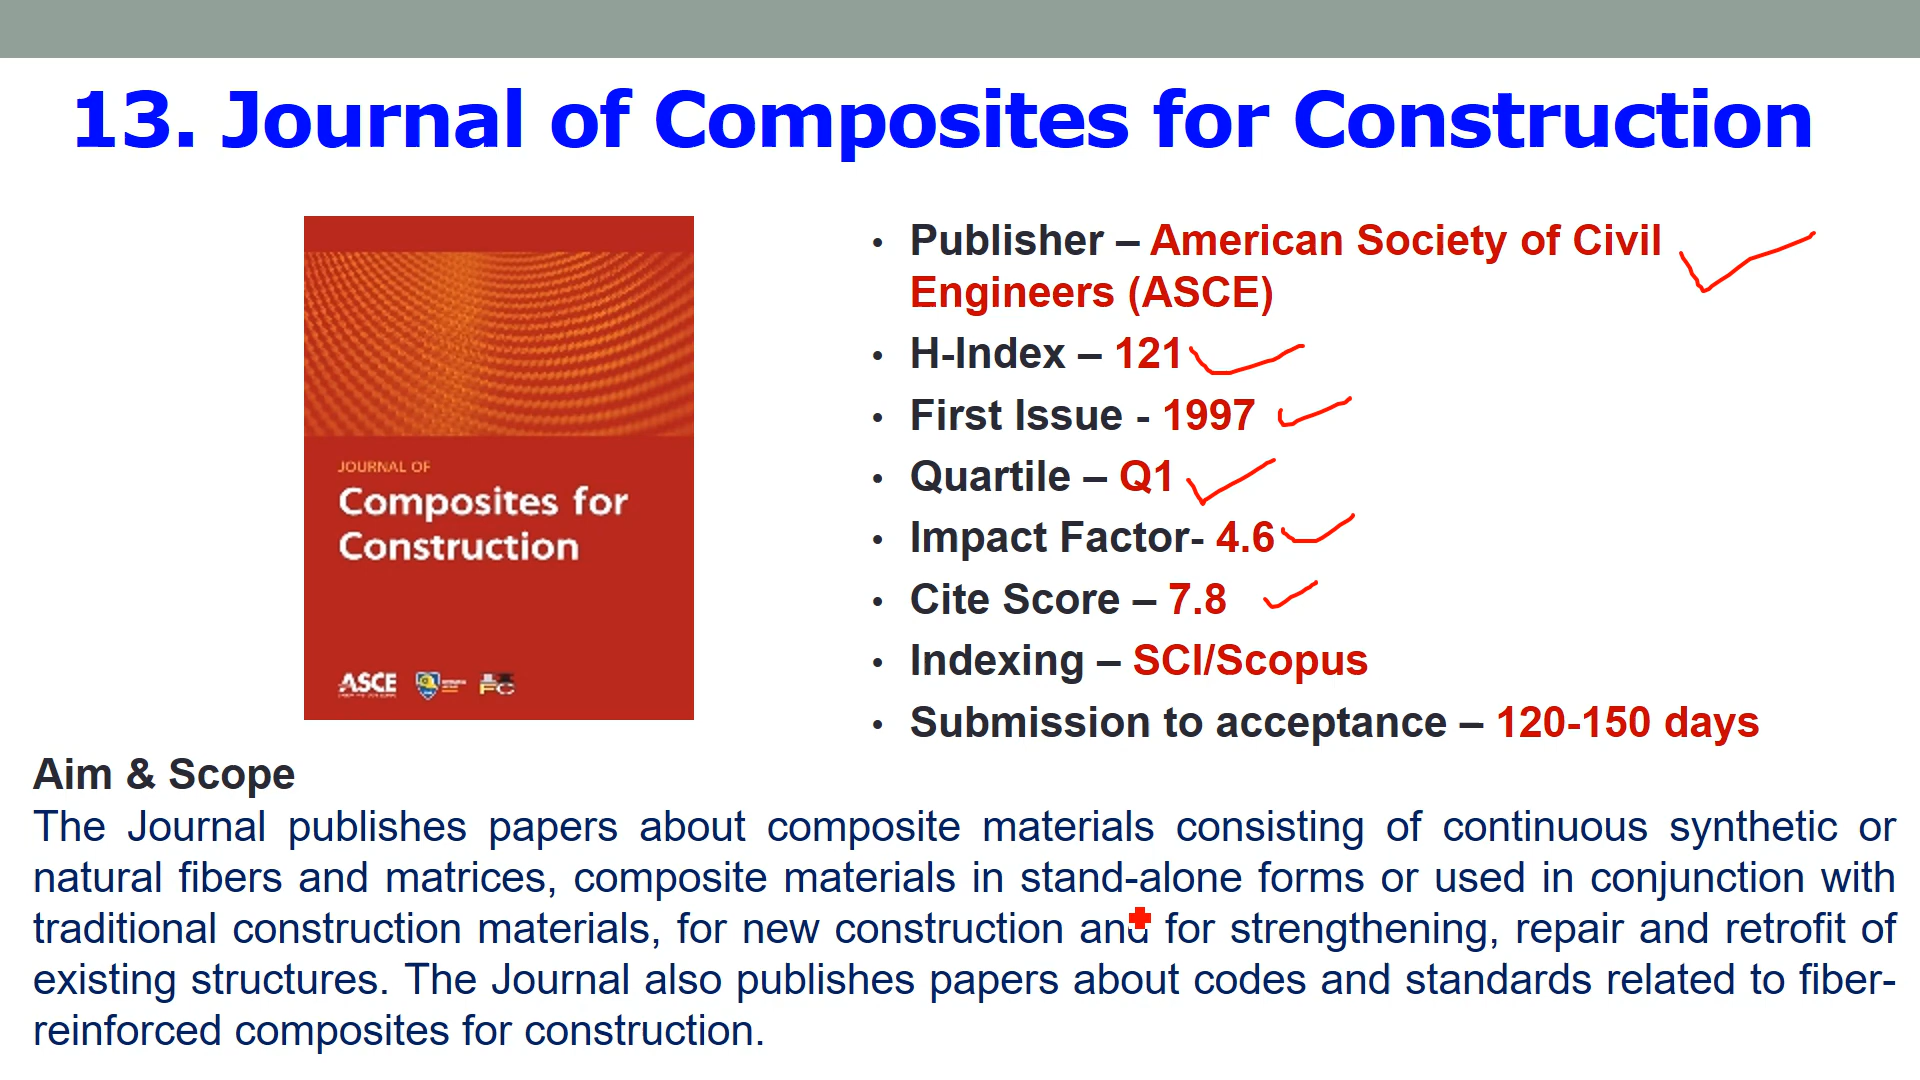 13. Journal of Composites for Construction
JOURNAL OF
Composites for
Construction
ASCE
• Publisher – American Society of Civil
Engineers (ASCE)
• H-Index – 121
• First Issue - 1997
• Quartile – Q1
• Impact Factor- 4.6
• Cite Score – 7.8
• Indexing – SCI/Scopus
• Submission to acceptance – 120-150 days
Aim & Scope
The Journal publishes papers about composite materials consisting of continuous synthetic or
natural fibers and matrices, composite materials in stand-alone forms or used in conjunction with
traditional construction materials, for new construction and for strengthening, repair and retrofit of
existing structures. The Journal also publishes papers about codes and standards related to fiber-
reinforced composites for construction.